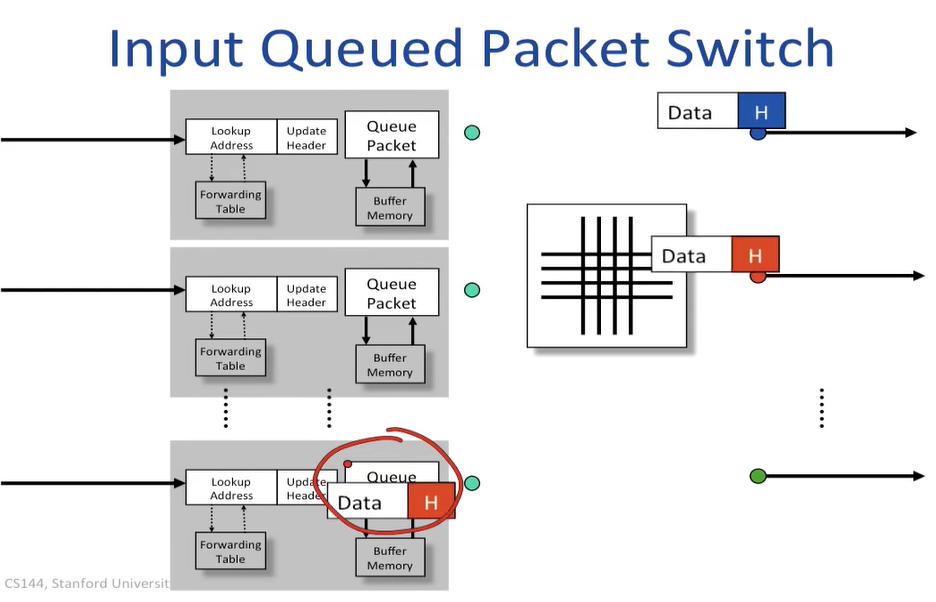 Input Queued Packet Switch
Lookup
Address
Update
Header
Queue
Packet
Forwarding
Table
Buffer
Memory
Data
H
Lookup
Address
Update
Header
Queue
Packet
Forwarding
Table
Buffer
Memory
Data
H
Lookup
Address
Update
Header
Queue
Data
H
Forwarding
Table
Buffer
Memory
CS144, Stanford Universit